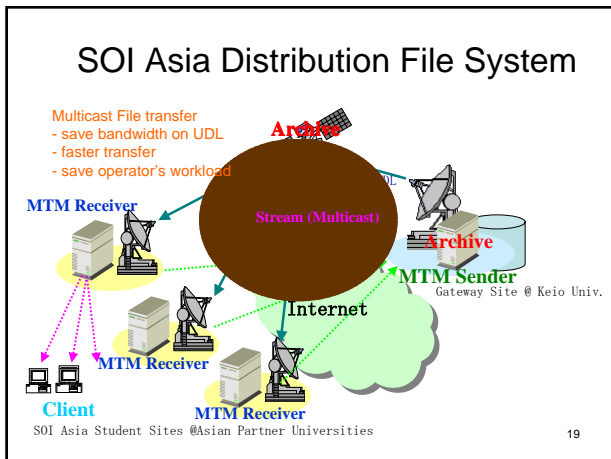 SOI Asia Distribution File System
Multicast File transfer
- save bandwidth on UDL
- faster transfer
- save operator's workload
Archive
MTM Receiver
Stream (Multicast)
Archive
MTM Sender
Gateway Site @ Keio Univ.
Internet
MTM Receiver
Client
MTM Receiver
SOI Asia Student Sites @Asian Partner Universities
19